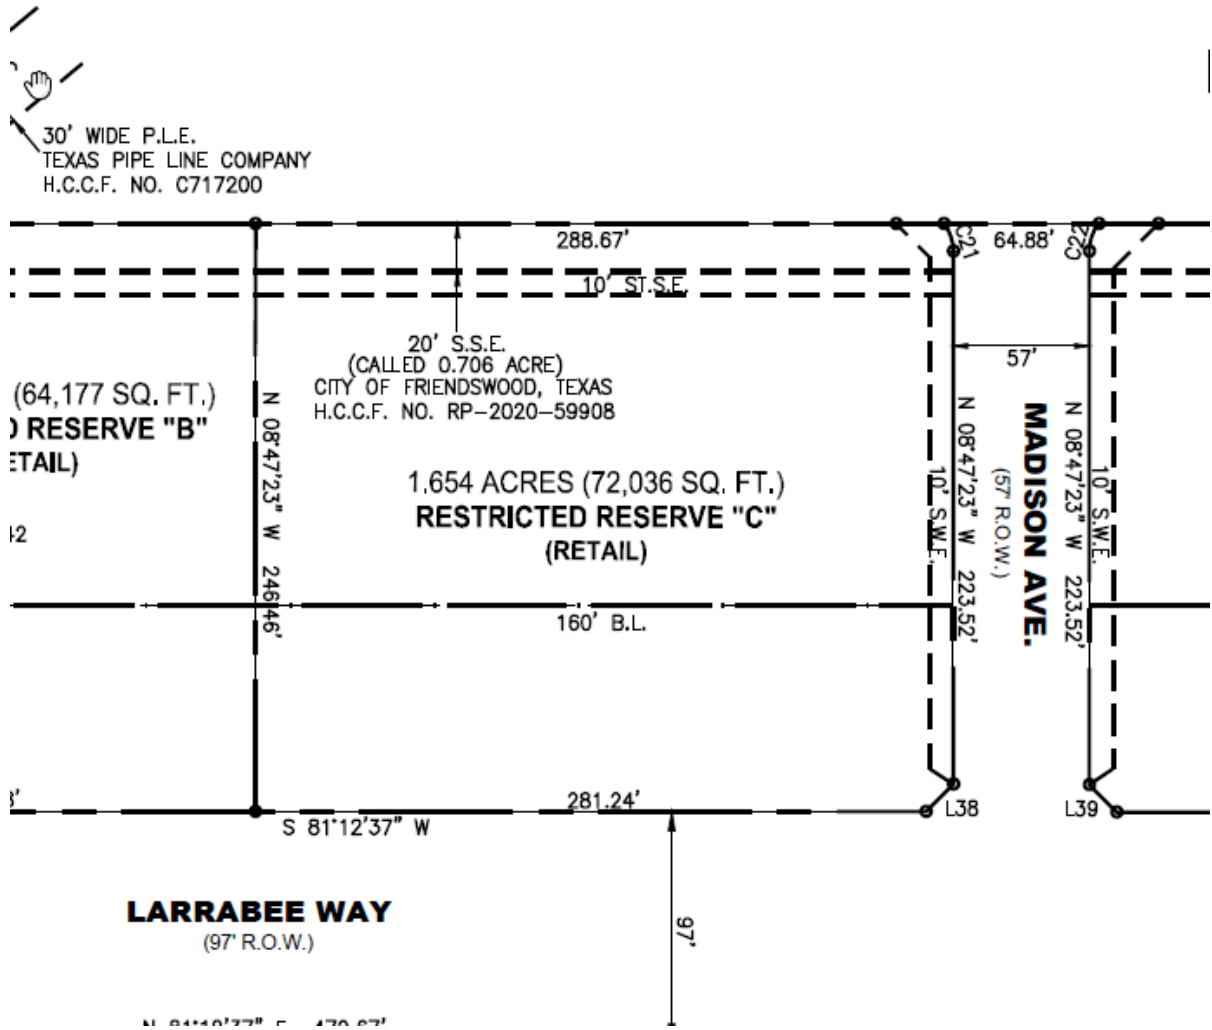 30' WIDE P.L.E.
TEXAS PIPE LINE COMPANY
H.C.C.F. NO. C717200
288.67'
C21
64.88'
C22
10' ST.S.E.
20' S.S.E.
(CALLED 0.706 ACRE)
CITY OF FRIENDSWOOD, TEXAS
H.C.C.F. NO. RP-2020-59908
57'
(64,177 SQ. FT.)
RESERVE "B"
ETAIL)
N 08°47'23" W 246.46'
1.654 ACRES (72,036 SQ. FT.)
RESTRICTED RESERVE "C"
(RETAIL)
10' S.W.E.
N 08°47'23" W 223.52'
(57' R.O.W.)
MADISON AVE.
N 08°47'23" W 223.52'
10' S.W.E.
160' B.L.
281.24'
L38
L39
S 81°12'37" W
LARRABEE WAY
(97' R.O.W.)
97'